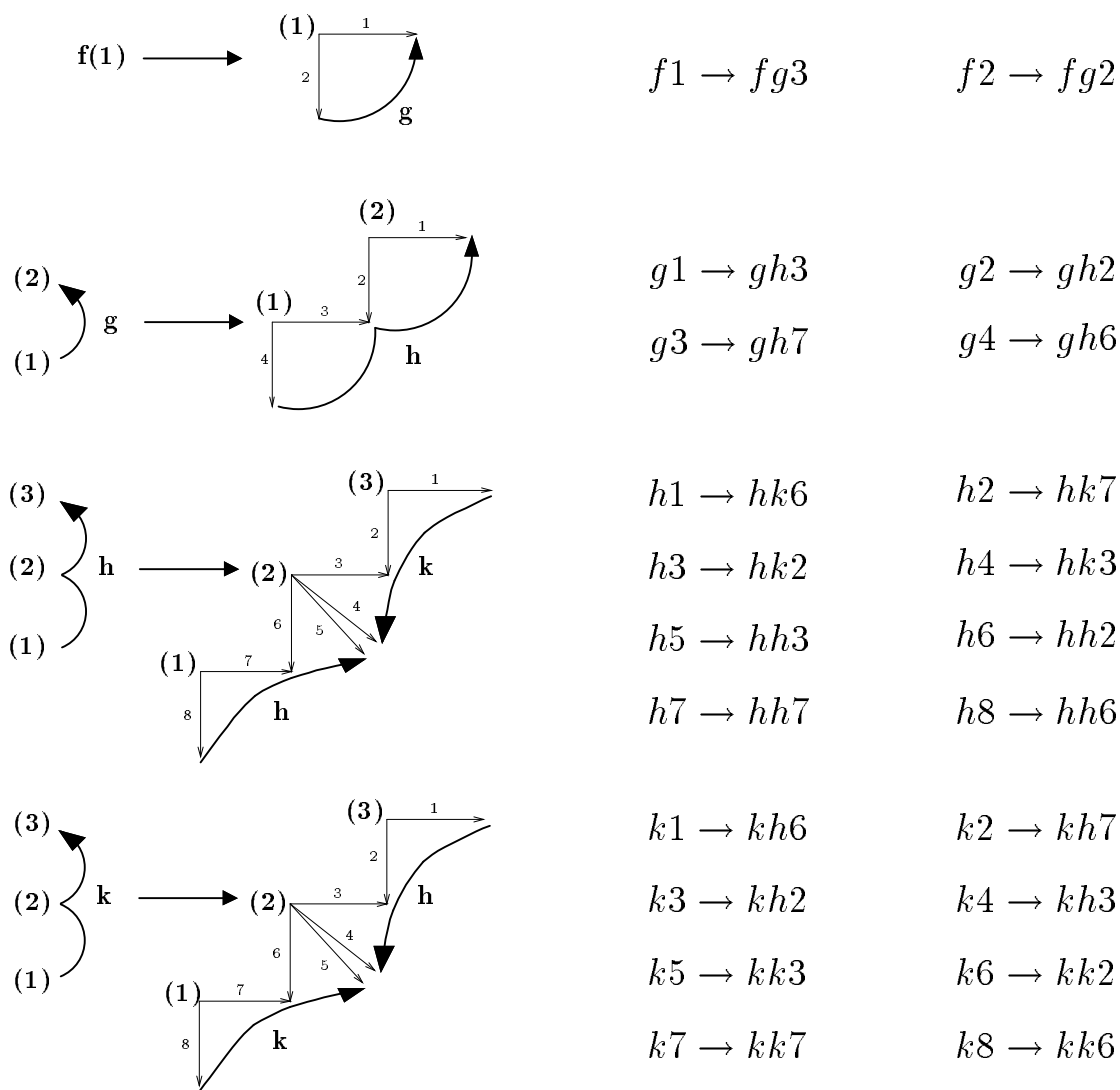 (1) 1
f(1) 2 g f1 → fg3 f2 → fg2
(2) 1
(2) 2 g1 → gh3 g2 → gh2
(1) 3
g
(1) 4 h g3 → gh7 g4 → gh6
(3) 1
(3) 2 h1 → hk6 h2 → hk7
(2) h (2) 3 k h3 → hk2 h4 → hk3
4
6 5
(1) (1) 7 h5 → hh3 h6 → hh2
8 h h7 → hh7 h8 → hh6
(3) 1
(3) 2 k1 → kh6 k2 → kh7
(2) k (2) 3 h k3 → kh2 k4 → kh3
4
6 5
(1) (1) 7 k5 → kk3 k6 → kk2
8 k k7 → kk7 k8 → kk6